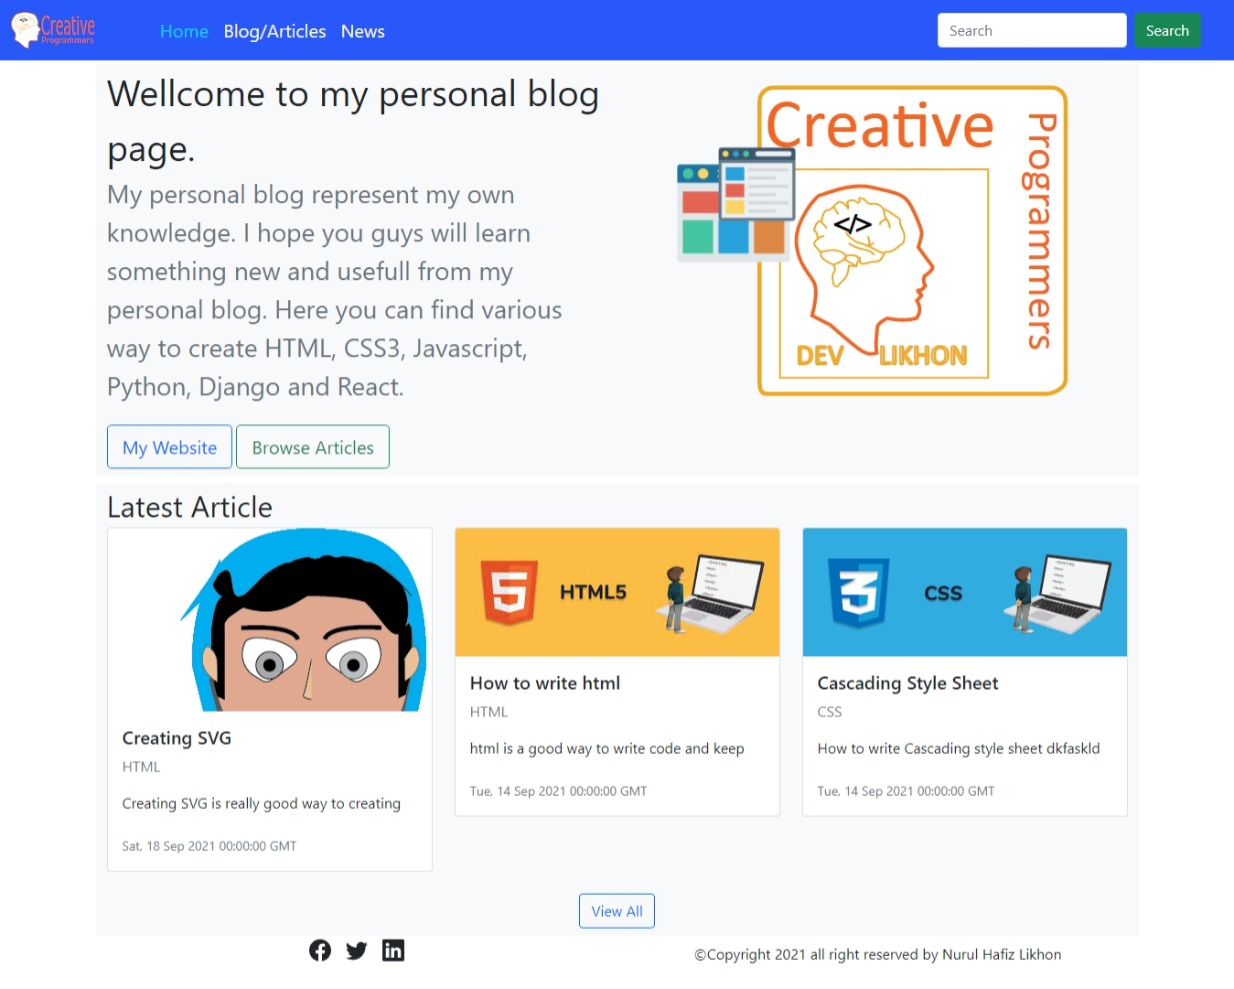 Creative
Programmers
Home Blog/Articles News
Search Search
Wellcome to my personal blog
page.
My personal blog represent my own
knowledge. I hope you guys will learn
something new and usefull from my
personal blog. Here you can find various
way to create HTML, CSS3, Javascript,
Python, Django and React.
My Website Browse Articles
Creative
Programmers
</>
DEV LIKHON
Latest Article
Creating SVG
HTML
Creating SVG is really good way to creating
Sat, 18 Sep 2021 00:00:00 GMT
5 HTML5
How to write html
HTML
html is a good way to write code and keep
Tue, 14 Sep 2021 00:00:00 GMT
3 CSS
Cascading Style Sheet
CSS
How to write Cascading style sheet dkfaskld
Tue, 14 Sep 2021 00:00:00 GMT
View All
in
©Copyright 2021 all right reserved by Nurul Hafiz Likhon